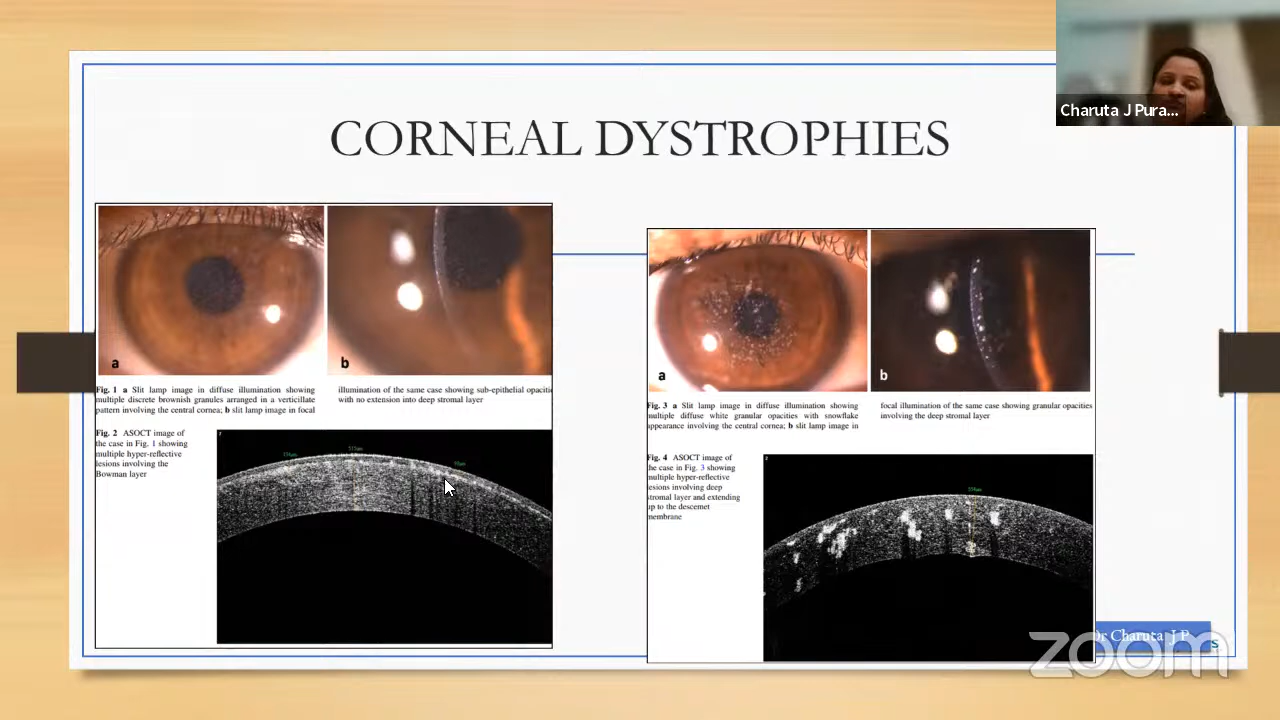 Charuta J Pura...
CORNEAL DYSTROPHIES
a
b
Fig. 1 a Slit lamp image in diffuse illumination showing
multiple discrete brownish granules arranged in a verticillate
pattern involving the central cornea; b slit lamp image in focal
illumination of the same case showing sub-epithelial opaciti
with no extension into deep stromal layer
Fig. 2 ASOCT image of
the case in Fig. 1 showing
multiple hyper-reflective
lesions involving the
Bowman layer
a
b
Fig. 3 a Slit lamp image in diffuse illumination showing
multiple diffuse white granular opacities with snowflake
appearance involving the central cornea; b slit lamp image in
focal illumination of the same case showing granular opacities
involving the deep stromal layer
Fig. 4 ASOCT image of
the case in Fig. 3 showing
multiple hyper-reflective
lesions involving deep
stromal layer and extending
up to the descemet
membrane
Dr Charuta J P
s
zoom